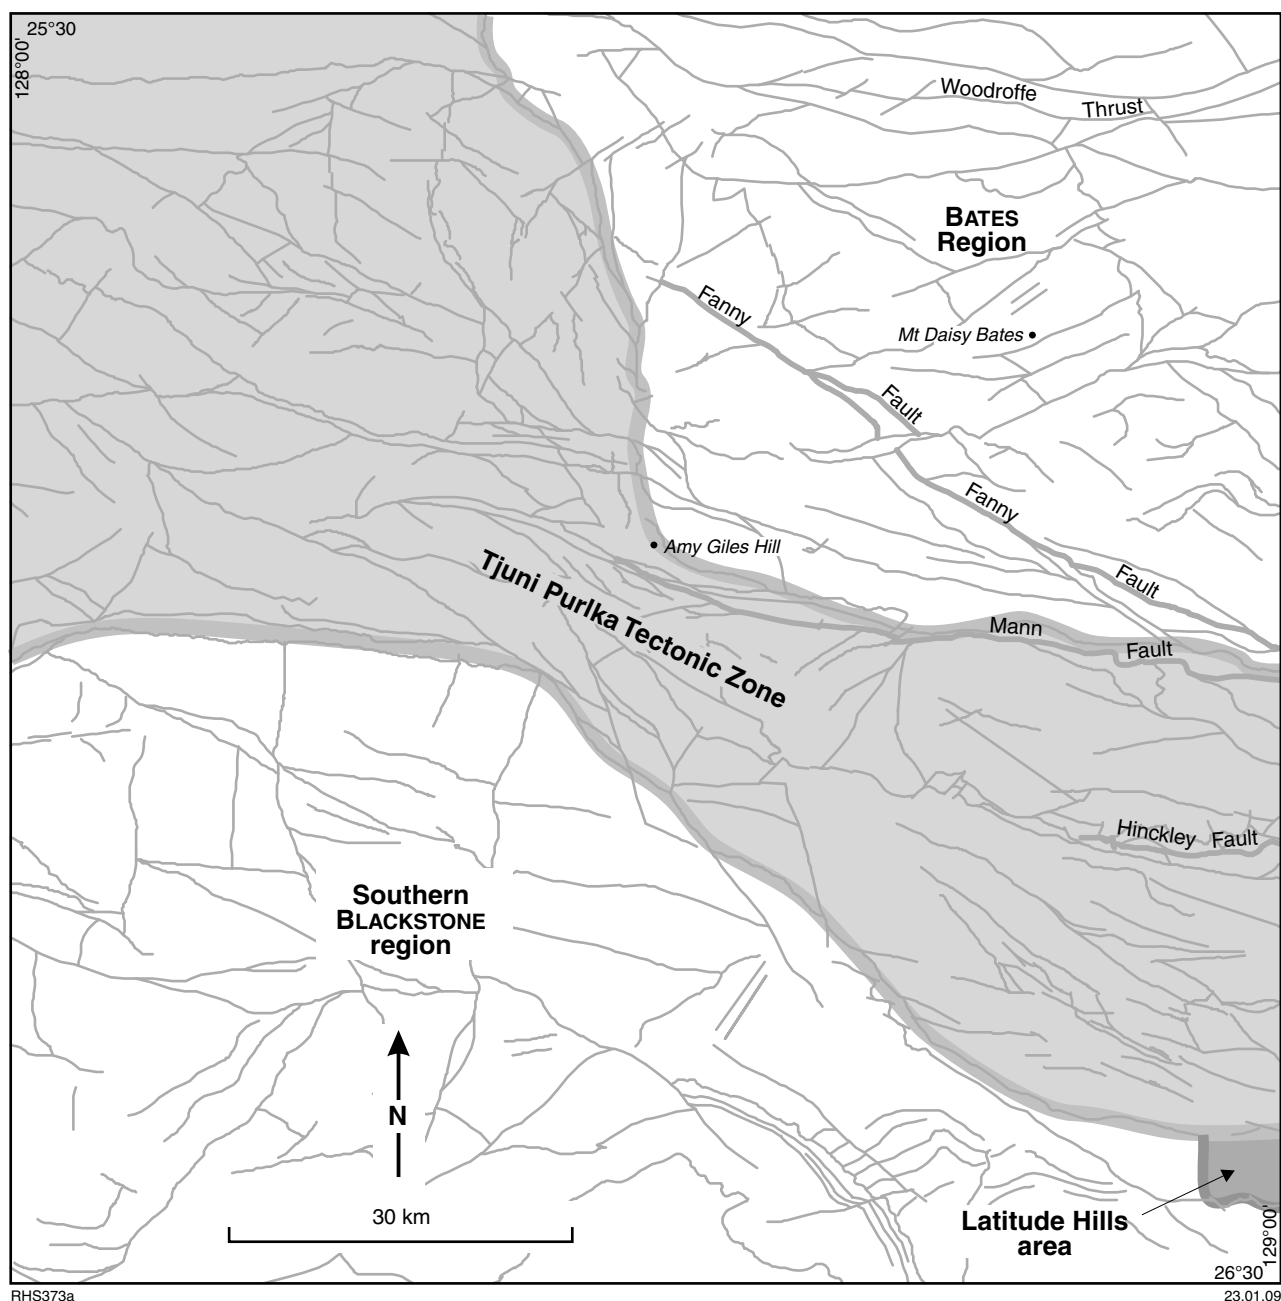 25°30
128°00'
Woodroffe
Thrust
BATES
Region
Fanny
Mt Daisy Bates
Fault
Fanny
Amy Giles Hill
Fault
Tjuni Purlka Tectonic Zone
Mann
Fault
Hinckley Fault
Southern
BLACKSTONE
region
N
30 km
Latitude Hills
area
129°00'
26°30
RHS373a
23.01.09